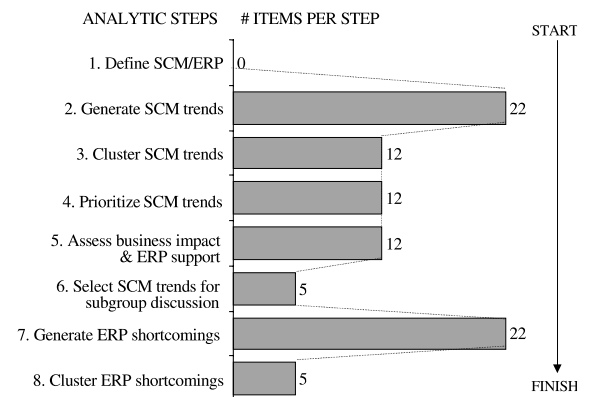 ANALYTIC STEPS # ITEMS PER STEP
START
1. Define SCM/ERP 0
2. Generate SCM trends 22
3. Cluster SCM trends 12
4. Prioritize SCM trends 12
5. Assess business impact
& ERP support 12
6. Select SCM trends for
subgroup discussion 5
7. Generate ERP shortcomings 22
8. Cluster ERP shortcomings 5
FINISH